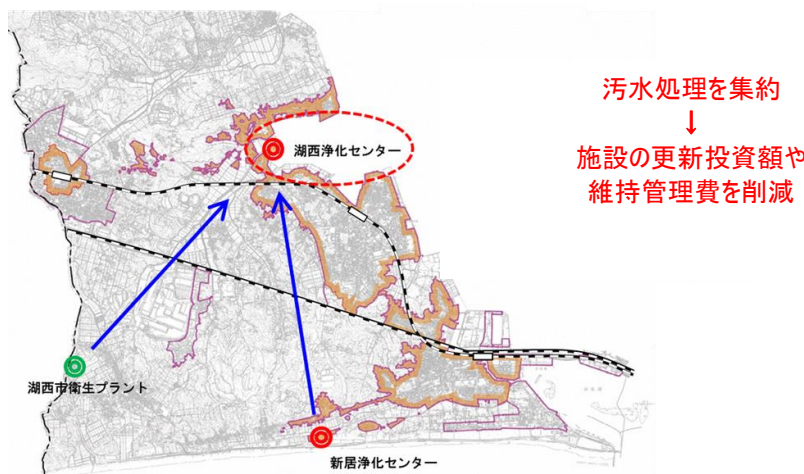 汚水処理を集約
↓
施設の更新投資額や
維持管理費を削減
湖西浄化センター
湖西市衛生プラント
新居浄化センター